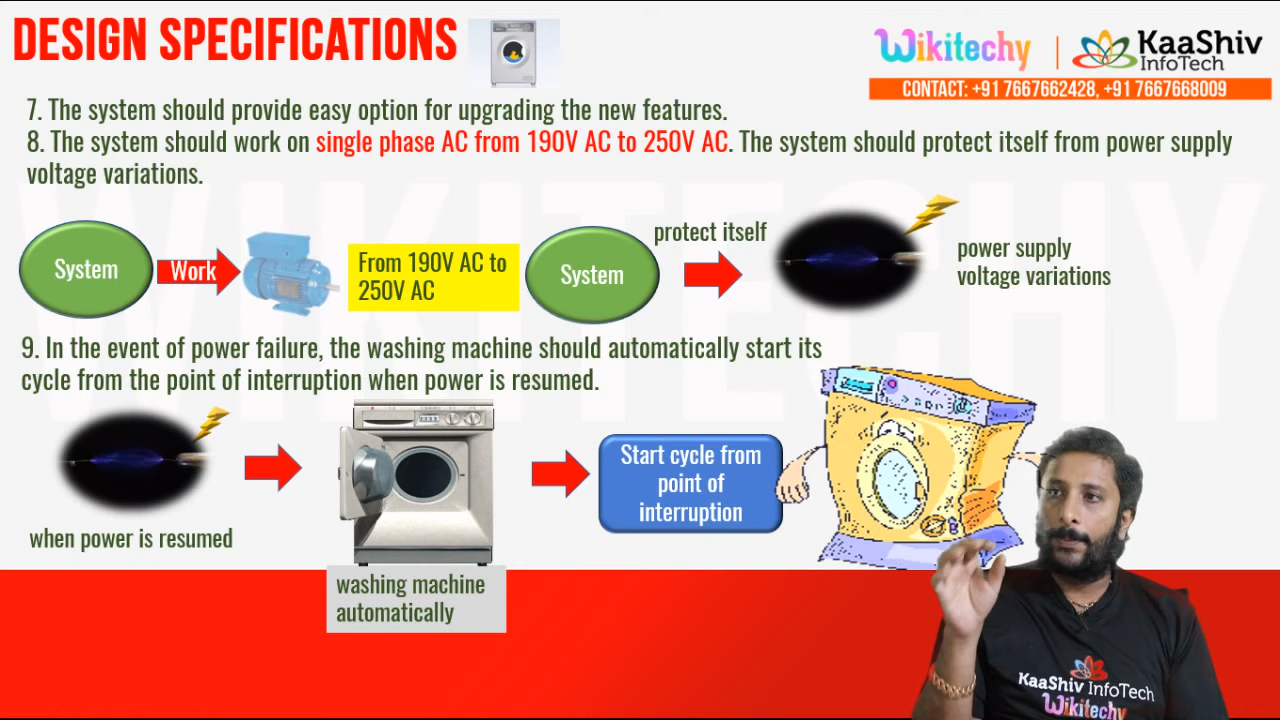 DESIGN SPECIFICATIONS
Wikitechy
KaaShiv
InfoTech
CONTACT: +91 7667662428, +91 7667668009
7. The system should provide easy option for upgrading the new features.
8. The system should work on single phase AC from 190V AC to 250V AC. The system should protect itself from power supply
voltage variations.
System
Work
From 190V AC to
250V AC
System
protect itself
power supply
voltage variations
9. In the event of power failure, the washing machine should automatically start its
cycle from the point of interruption when power is resumed.
when power is resumed
washing machine
automatically
Start cycle from
point of
interruption
KaaShiv InfoTech
Wikitechy
WIKITECHY